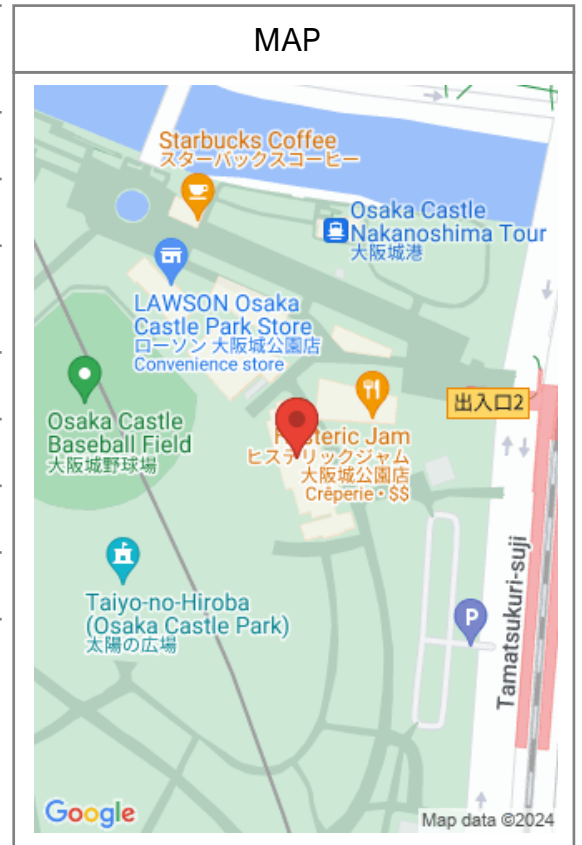 MAP
Starbucks Coffee
スターバックスコーヒー
Osaka Castle
Nakanoshima Tour
大阪城港
LAWSON Osaka
Castle Park Store
ローソン 大阪城公園店
Convenience store
出入口2
Osaka Castle
Baseball Field
大阪城野球場
teric Jam
ヒステリックジャム
大阪城公園店
Crêperie • $$
Taiyo-no-Hiroba
(Osaka Castle Park)
太陽の広場
P
Tamatsukuri-suji
Google
Map data ©2024